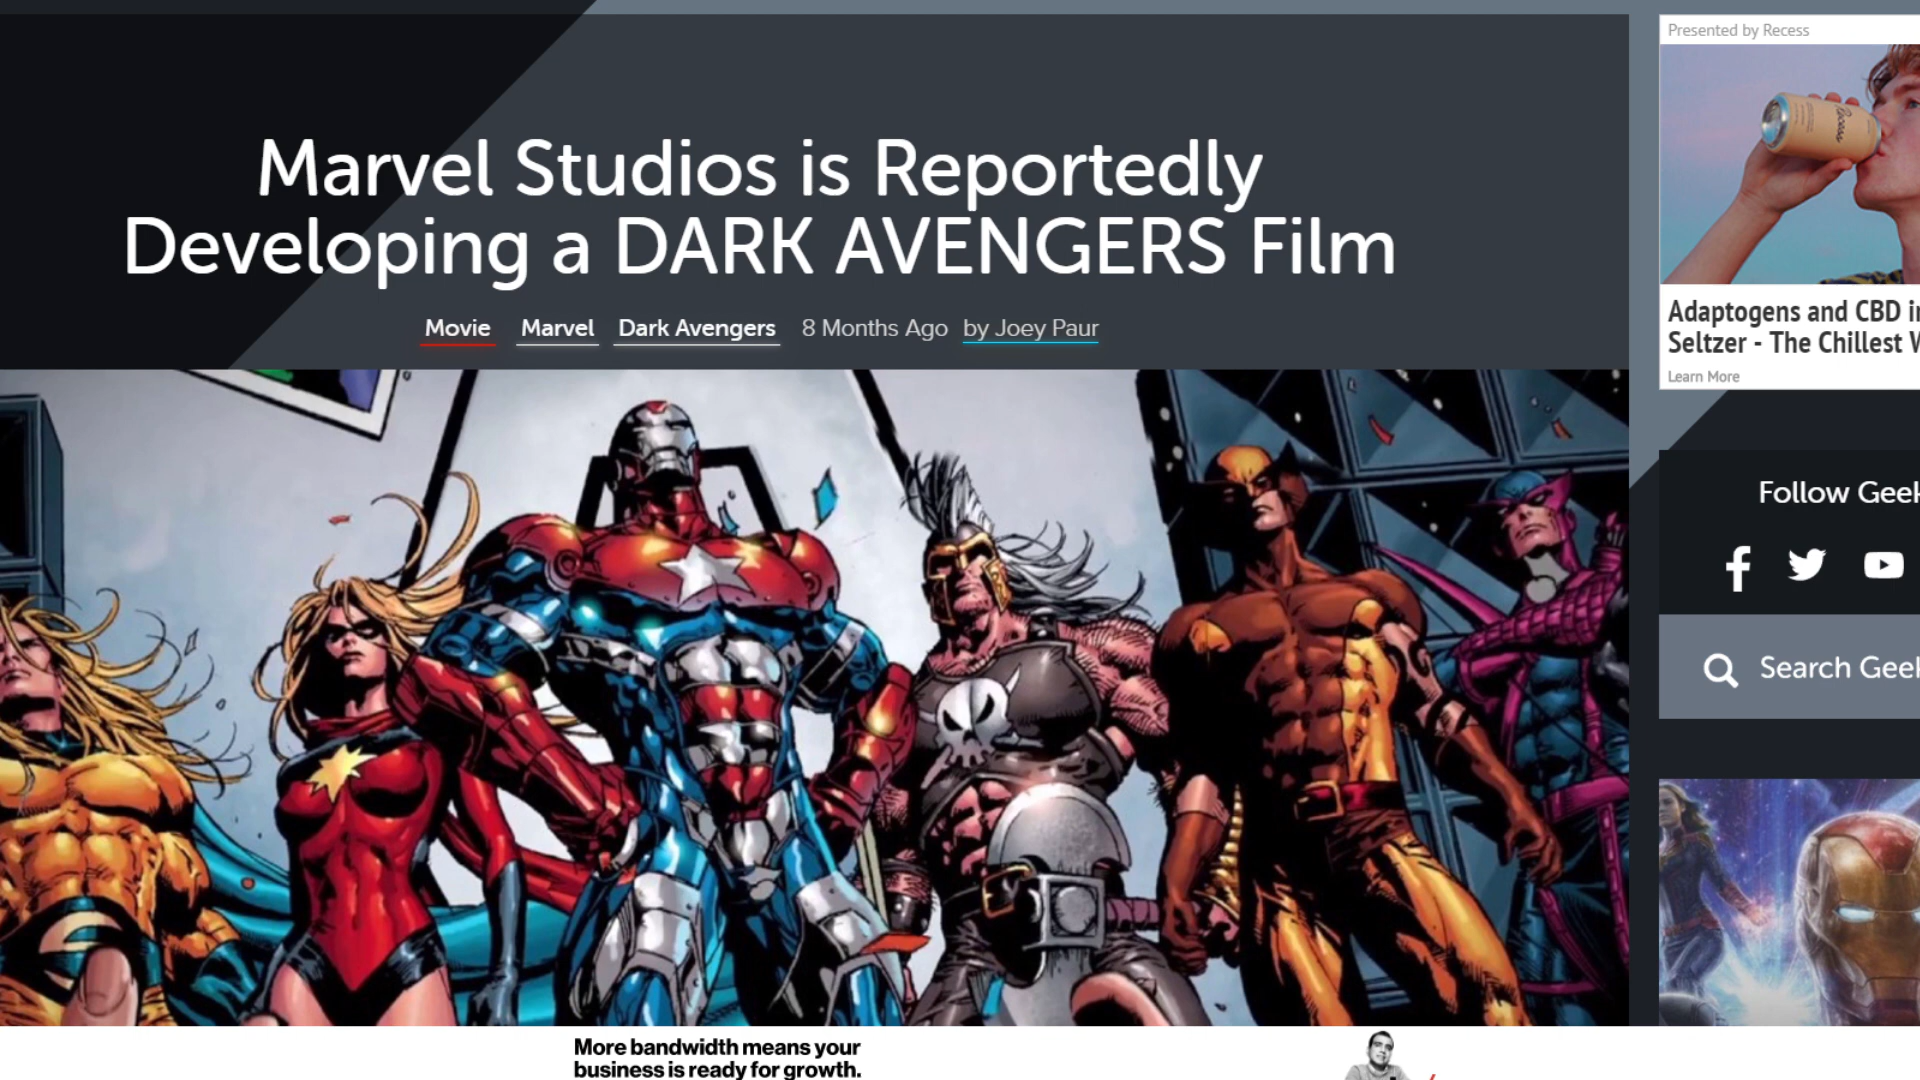 Marvel Studios is Reportedly
Developing a DARK AVENGERS Film
Movie Marvel Dark Avengers 8 Months Ago by Joey Paur
Presented by Recess
Recess
Adaptogens and CBD in
Seltzer - The Chillest
Learn More
Follow
Search
More bandwidth means your
business is ready for growth.